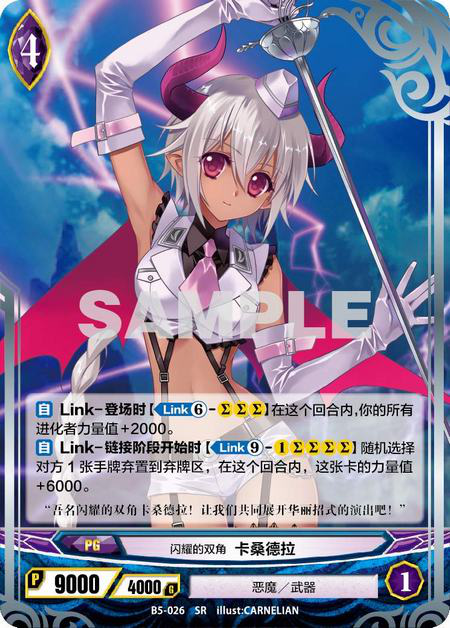 4
SAMPLE
自 Link-登场时【Link⑥-ΣΣΣ】在这个回合内,你的所有
进化者力量值+2000。
自 Link-链接阶段开始时【Link⑨-1ΣΣΣΣ】随机选择
对方1张手牌弃置到弃牌区，在这个回合内，这张卡的力量值
+6000。
“吾名闪耀的双角卡桑德拉！让我们共同展开华丽招式的演出吧！”
PG 闪耀的双角 卡桑德拉
P 9000 4000 G 恶魔／武器 1
B5-026 SR illust:CARNELIAN